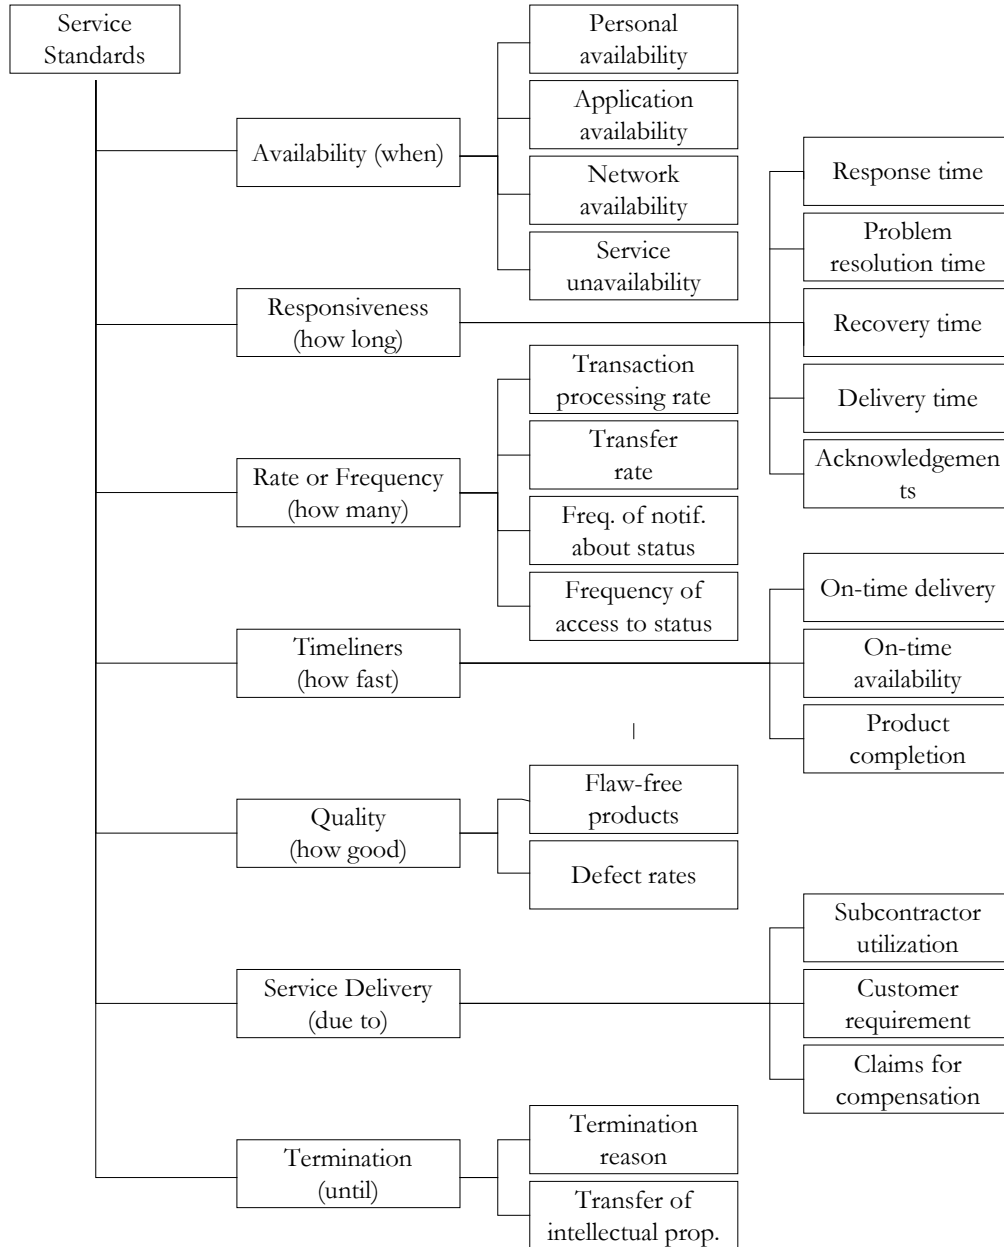 Service
Standards
Availability (when)
Personal
availability
Application
availability
Network
availability
Service
unavailability
Responsiveness
(how long)
Response time
Problem
resolution time
Recovery time
Delivery time
Acknowledgemen
ts
Rate or Frequency
(how many)
Transaction
processing rate
Transfer
rate
Freq. of notif.
about status
Frequency of
access to status
Timeliners
(how fast)
On-time delivery
On-time
availability
Product
completion
Quality
(how good)
Flaw-free
products
Defect rates
Service Delivery
(due to)
Subcontractor
utilization
Customer
requirement
Claims for
compensation
Termination
(until)
Termination
reason
Transfer of
intellectual prop.